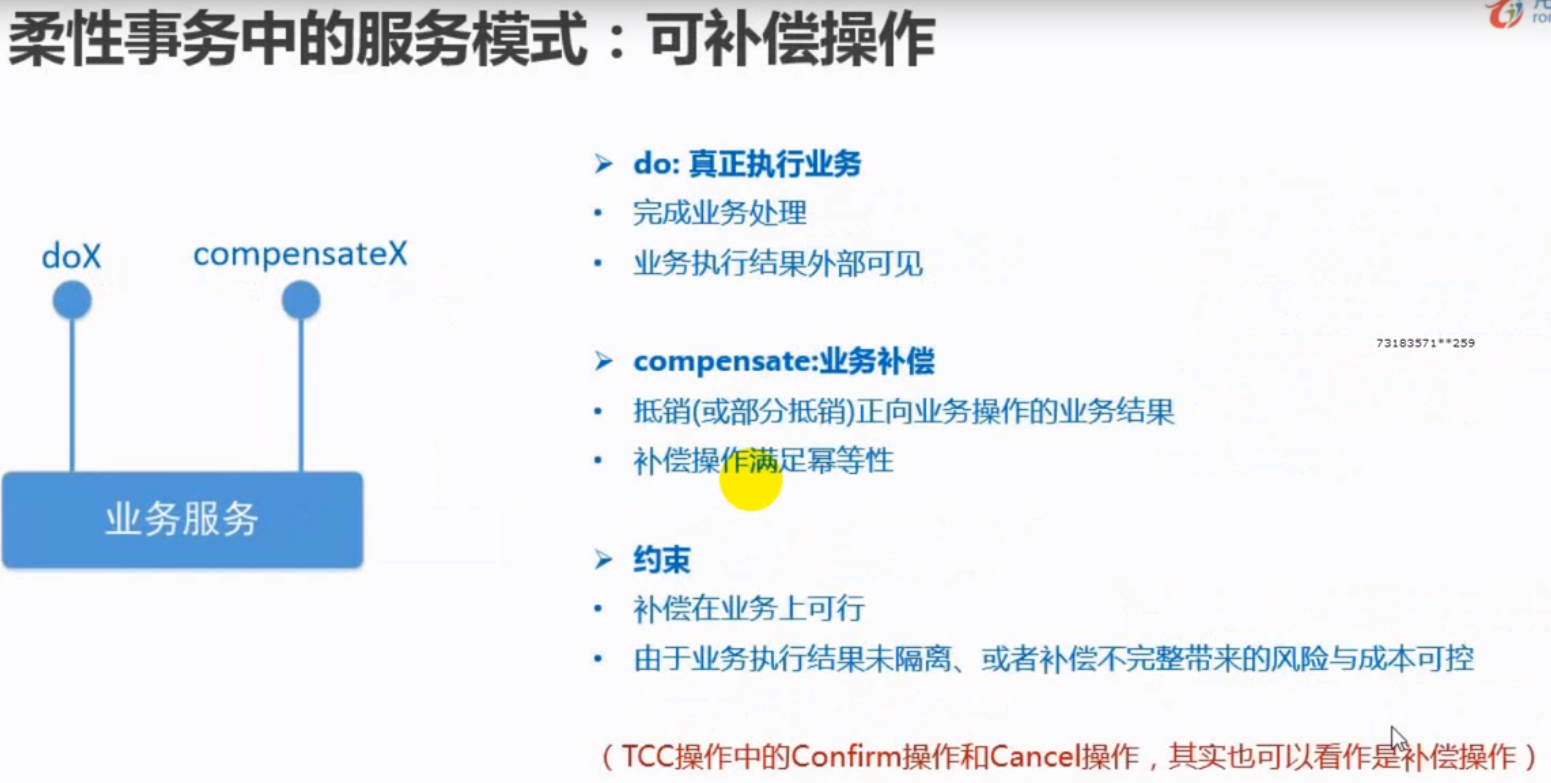 柔性事务中的服务模式：可补偿操作
doX
compensateX
业务服务
➢ do: 真正执行业务
• 完成业务处理
• 业务执行结果外部可见
➢ compensate:业务补偿
• 抵销(或部分抵销)正向业务操作的业务结果
• 补偿操作满足幂等性
➢ 约束
• 补偿在业务上可行
• 由于业务执行结果未隔离、或者补偿不完整带来的风险与成本可控
（TCC操作中的Confirm操作和Cancel操作，其实也可以看作是补偿操作）
73183571**259